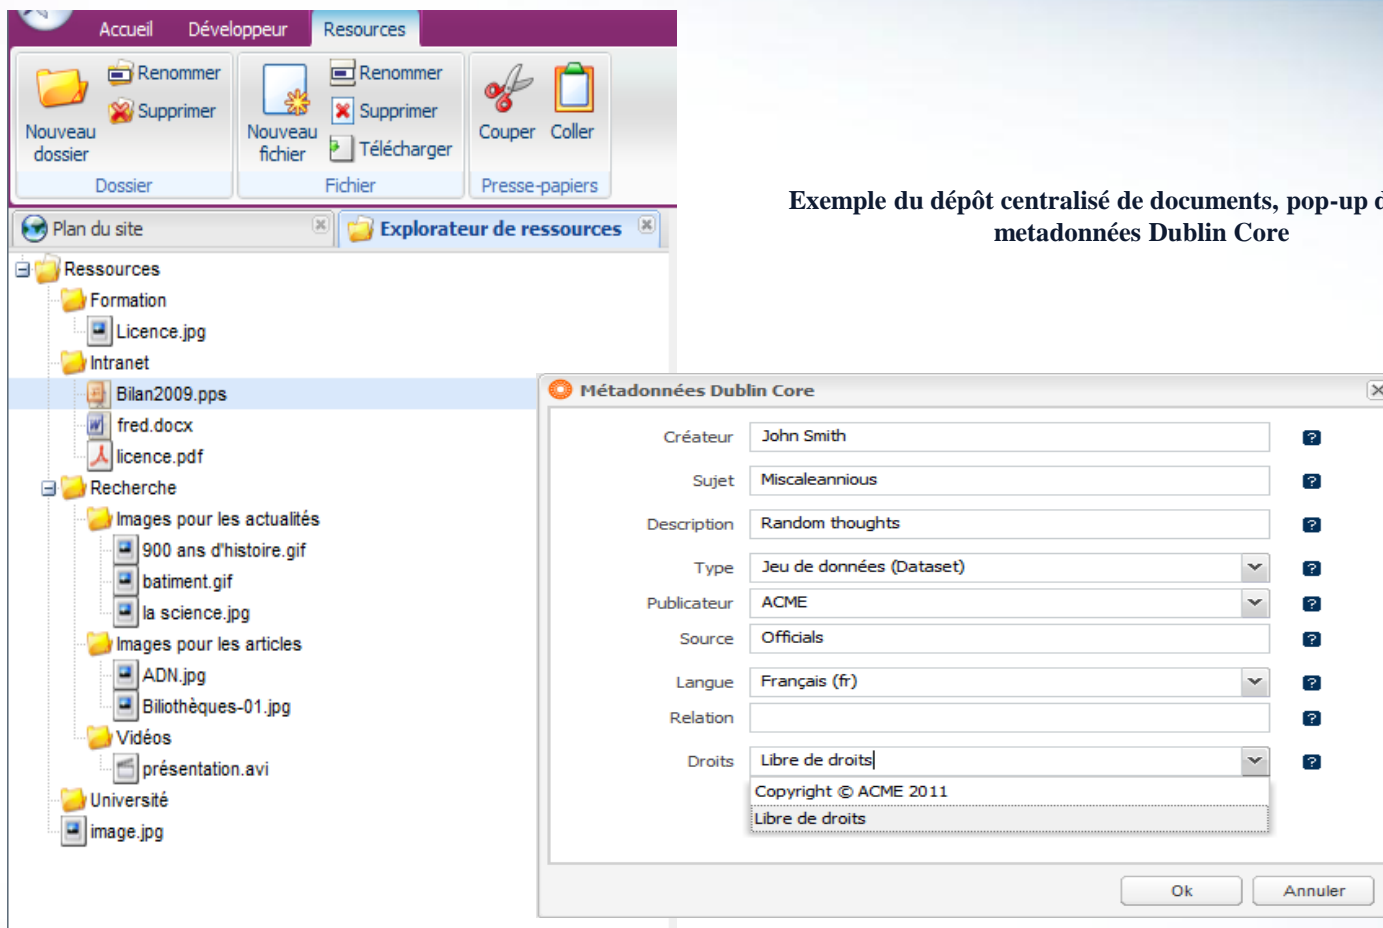 Accueil Développeur Resources
Renommer
Supprimer
Nouveau
dossier
Dossier
Nouveau
fichier
Renommer
Supprimer
Télécharger
Fichier
Couper Coller
Presse-papiers
Exemple du dépôt centralisé de documents, pop-up
metadonnées Dublin Core
Plan du site
Explorateur de ressources
Ressources
Formation
Licence.jpg
Intranet
Bilan2009.pps
fred.docx
licence.pdf
Recherche
Images pour les actualités
900 ans d'histoire.gif
batiment.gif
la science.jpg
Images pour les articles
ADN.jpg
Biliothèques-01.jpg
Vidéos
présentation.avi
Université
image.jpg
Métadonnées Dublin Core
Créateur John Smith
Sujet Miscaleannious
Description Random thoughts
Type Jeu de données (Dataset)
Publicateur ACME
Source Officials
Langue Français (fr)
Relation
Droits Libre de droits
Copyright © ACME 2011
Libre de droits
Ok Annuler